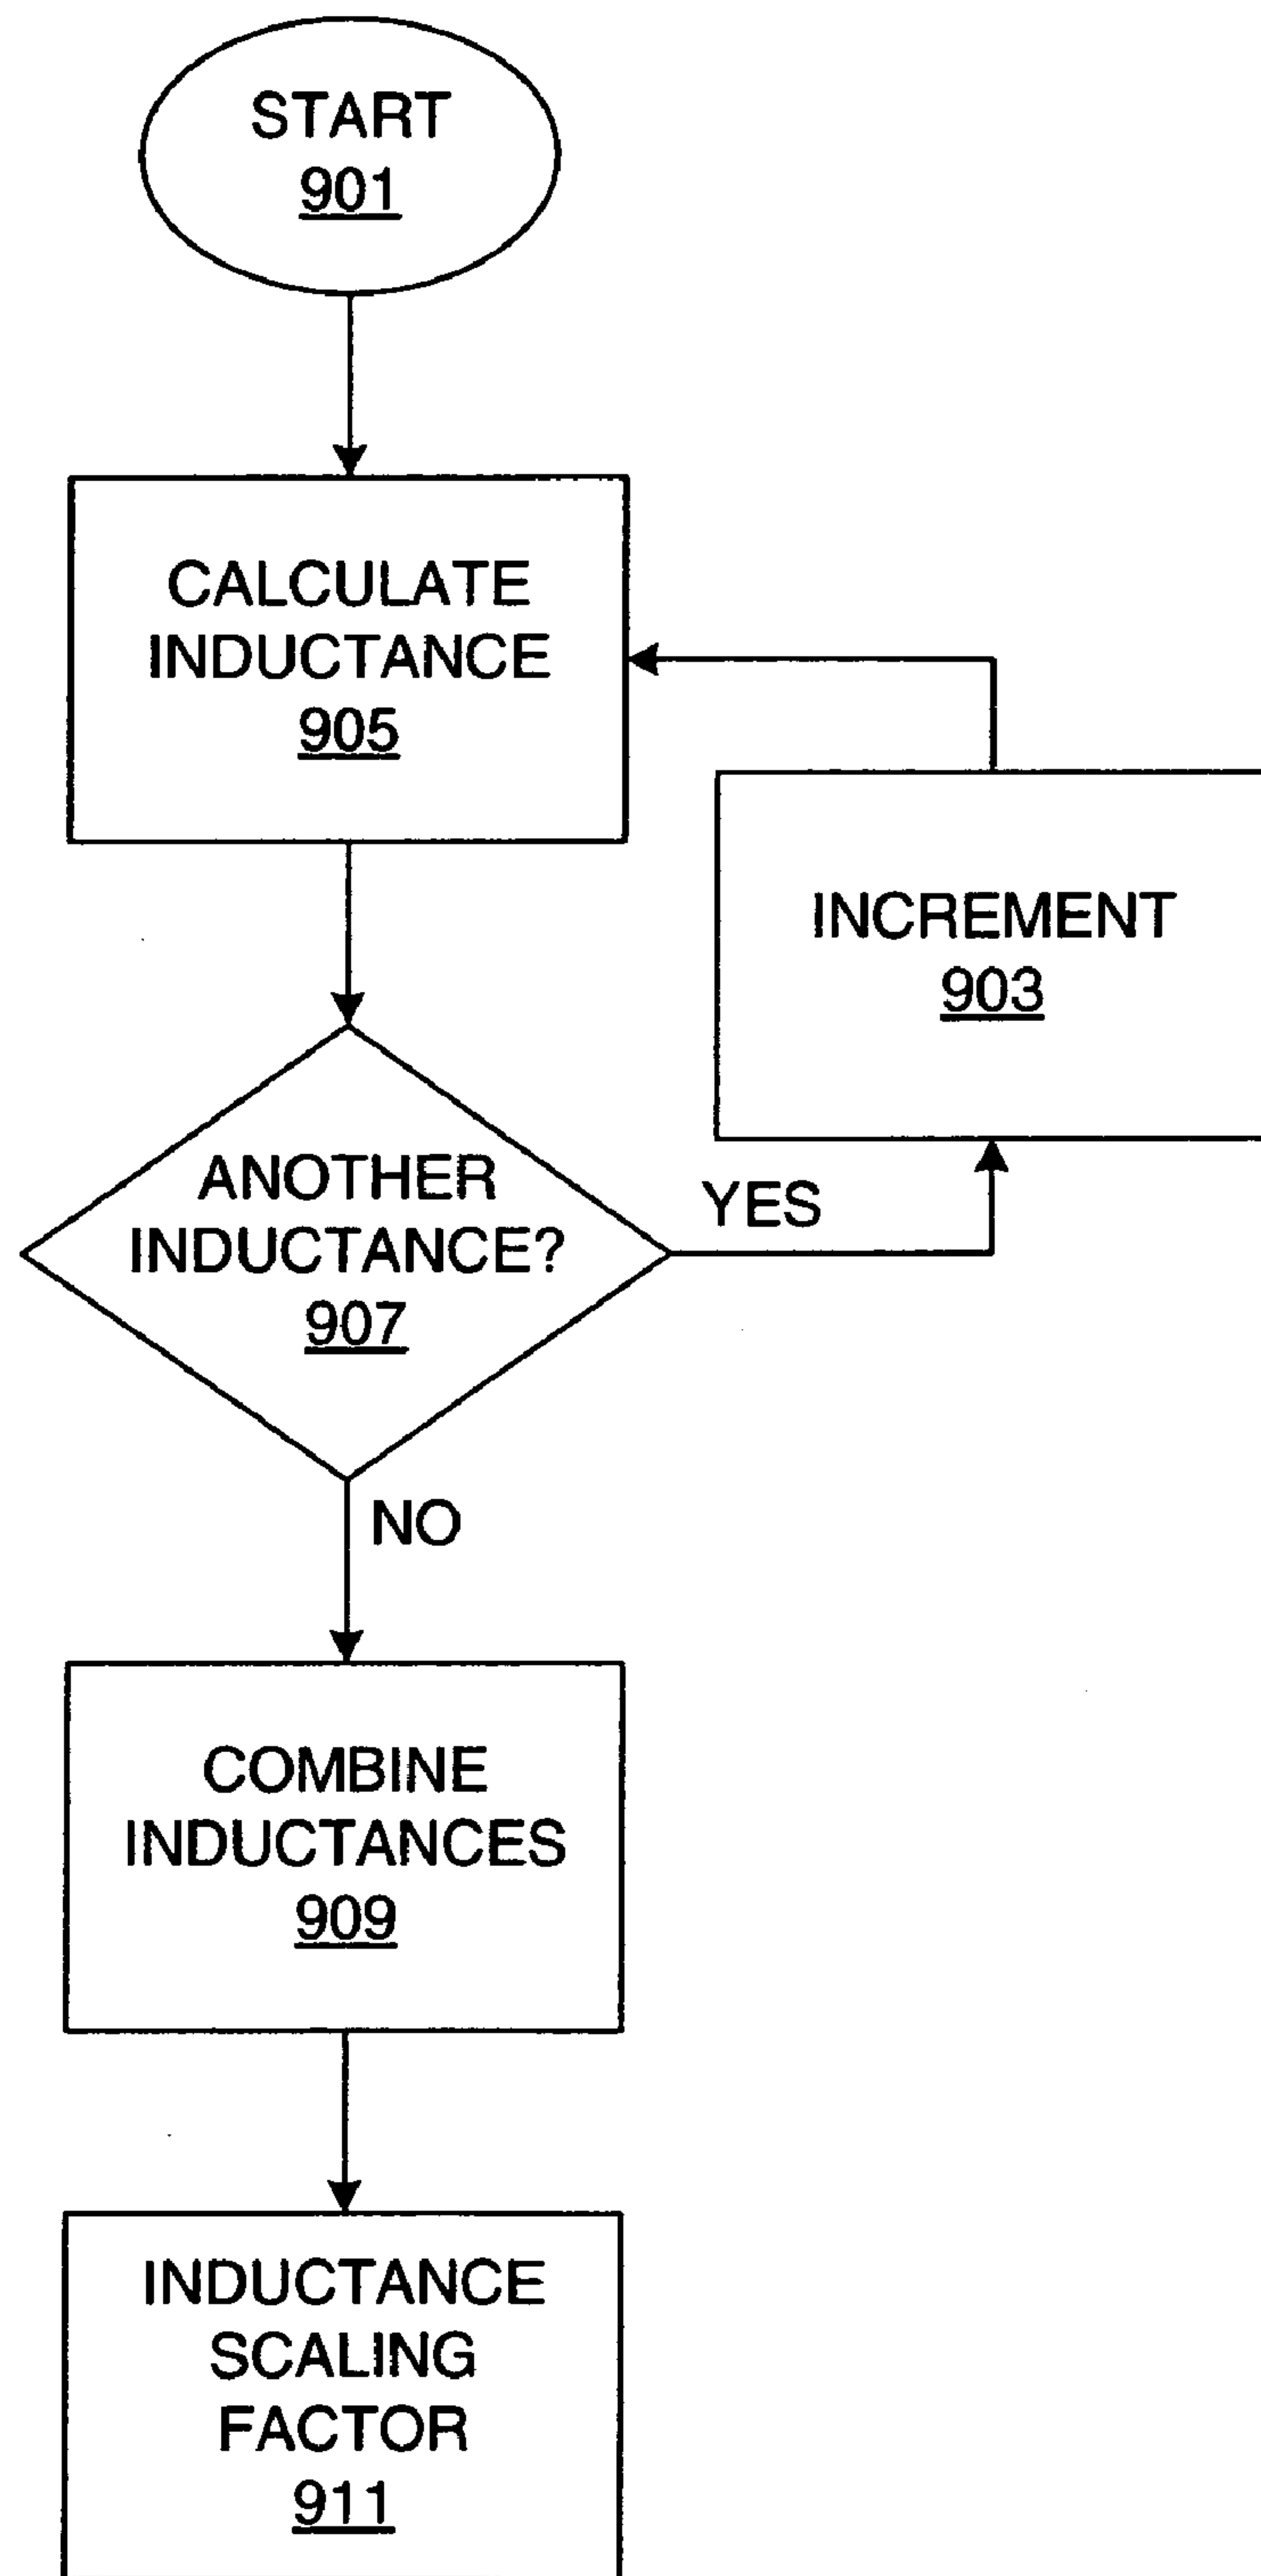 START
901
CALCULATE
INDUCTANCE
905
INCREMENT
903
ANOTHER
INDUCTANCE?
907
YES
NO
COMBINE
INDUCTANCES
909
INDUCTANCE
SCALING
FACTOR
911